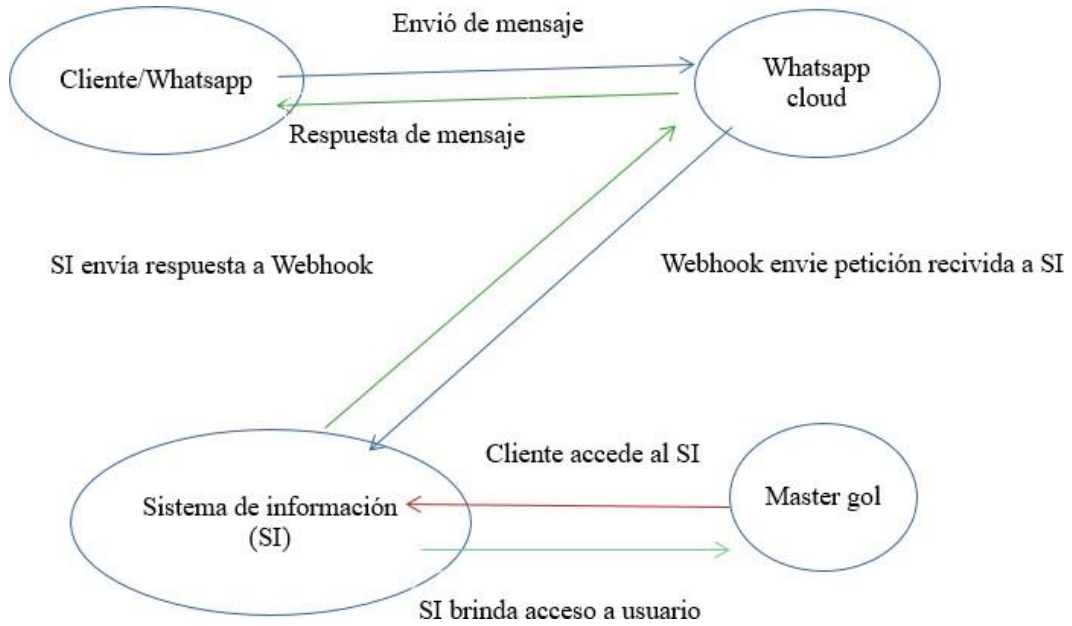 Envió de mensaje
Cliente/Whatsapp
Whatsapp
cloud
Respuesta de mensaje
SI envía respuesta a Webhook
Webhook envie petición recivida a SI
Cliente accede al SI
Sistema de información
(SI)
Master gol
SI brinda acceso a usuario